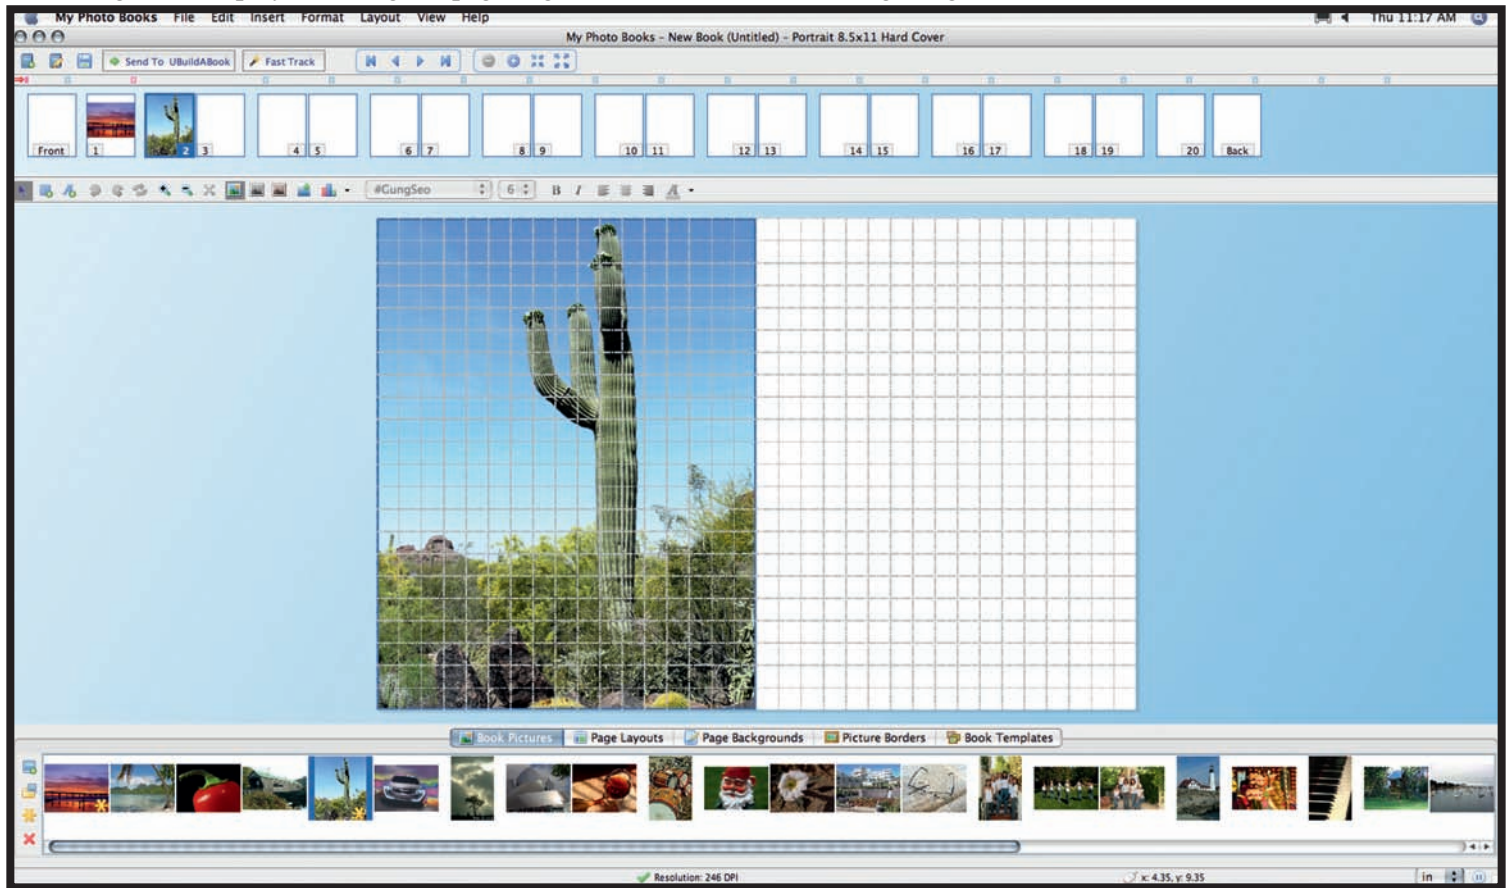 My Photo Books File Edit Insert Format Layout View Help Thu 11:17 AM
My Photo Books - New Book (Untitled) - Portrait 8.5x11 Hard Cover
Send To UBuildABook Fast Track
Front 1 2 3 4 5 6 7 8 9 10 11 12 13 14 15 16 17 18 19 20 Back
#GungSeo 6 B I A
Book Pictures Page Layouts Page Backgrounds Picture Borders Book Templates
Resolution: 246 DPI x: 4.35, y: 9.35 in